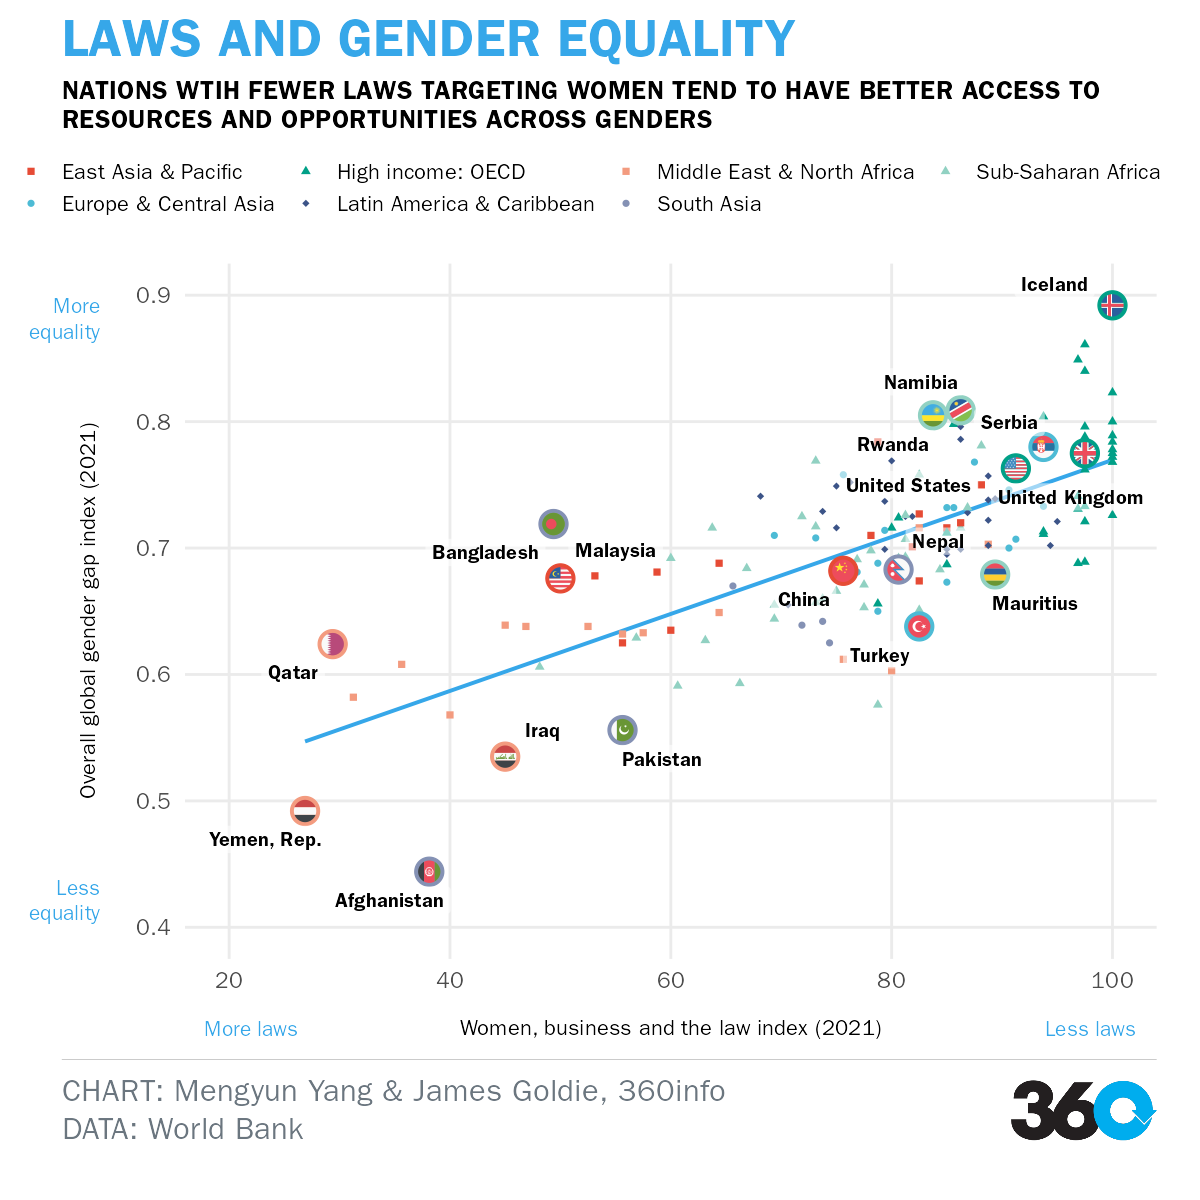 LAWS AND GENDER EQUALITY
NATIONS WTIH FEWER LAWS TARGETING WOMEN TEND TO HAVE BETTER ACCESS TO
RESOURCES AND OPPORTUNITIES ACROSS GENDERS
East Asia & Pacific
High income: OECD
Middle East & North Africa
Sub-Saharan Africa
Europe & Central Asia
Latin America & Caribbean
South Asia
More
equality
Less
equality
Overall global gender gap index (2021)
0.9
0.8
0.7
0.6
0.5
0.4
Iceland
Namibia
Serbia
Rwanda
United States
United Kingdom
Nepal
Bangladesh
Malaysia
China
Mauritius
Turkey
Qatar
Iraq
Pakistan
Yemen, Rep.
Afghanistan
20
40
60
80
100
More laws
Women, business and the law index (2021)
Less laws
CHART: Mengyun Yang & James Goldie, 360info
DATA: World Bank
360